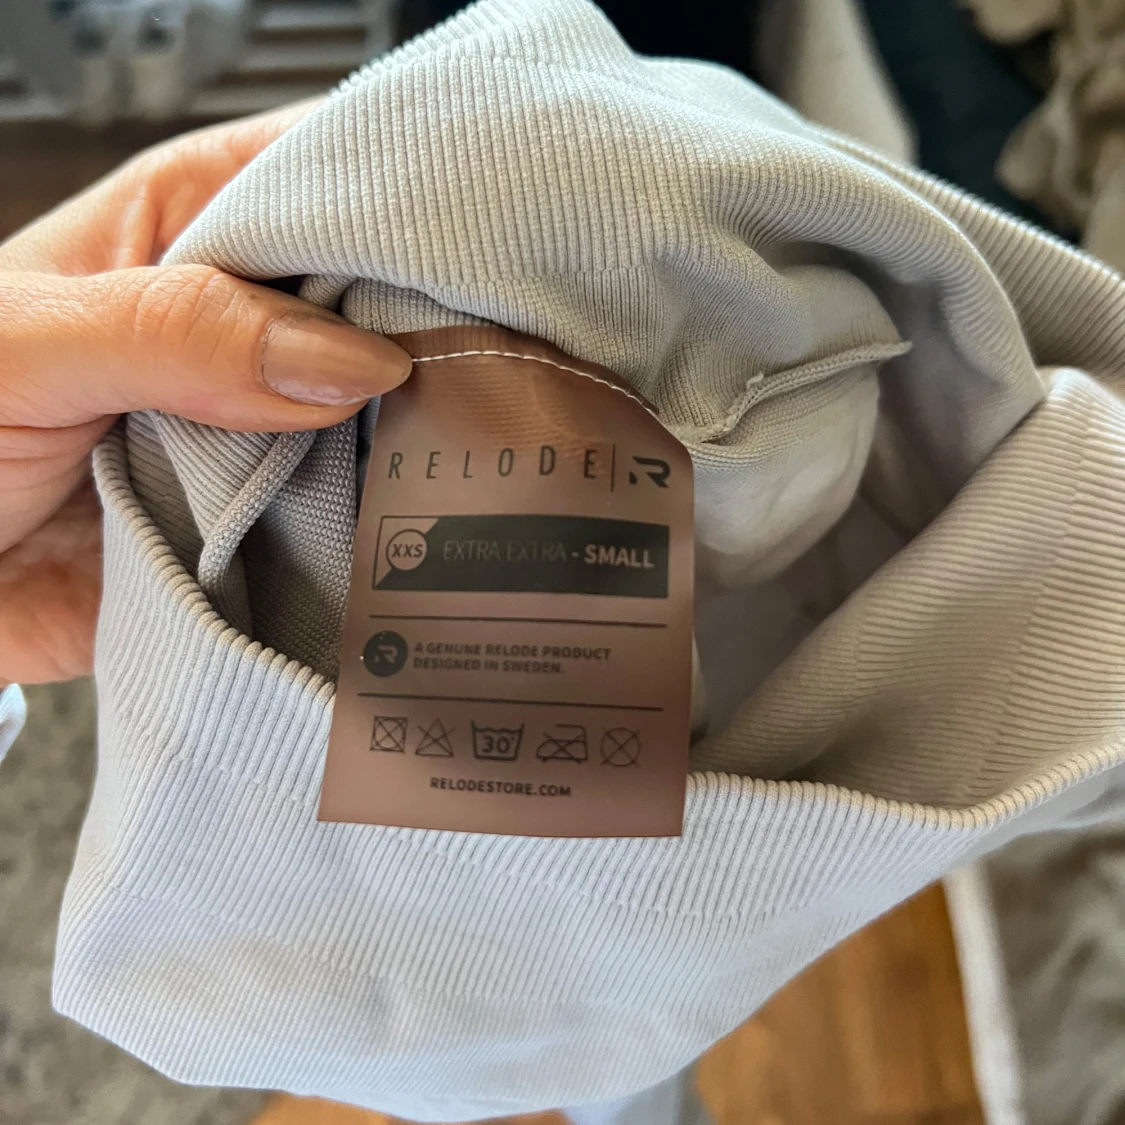 RELODE
XXS EXTRA EXTRA - SMALL
A GENUINE RELODE PRODUCT
DESIGNED IN SWEDEN.
30°
RELODESTORE.COM